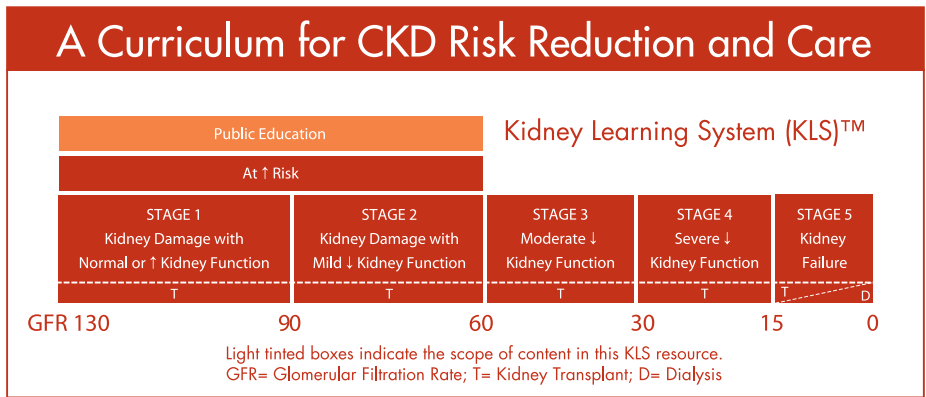 A Curriculum for CKD Risk Reduction and Care
Public Education
Kidney Learning System (KLS)™
At ↑ Risk
STAGE 1
Kidney Damage with
Normal or ↑ Kidney Function
T
STAGE 2
Kidney Damage with
Mild ↓ Kidney Function
T
STAGE 3
Moderate ↓
Kidney Function
T
STAGE 4
Severe ↓
Kidney Function
T
STAGE 5
Kidney
Failure
T
D
GFR 130 90 60 30 15 0
Light tinted boxes indicate the scope of content in this KLS resource.
GFR= Glomerular Filtration Rate; T= Kidney Transplant; D= Dialysis